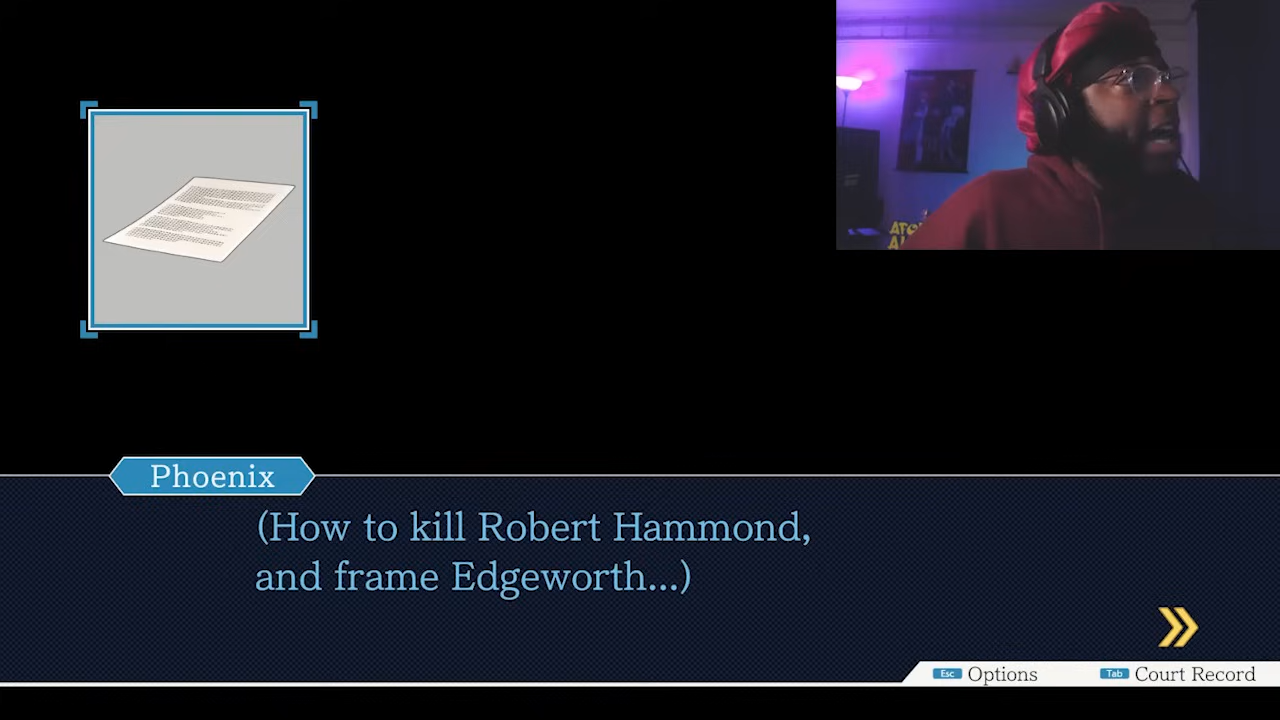 Phoenix
(How to kill Robert Hammond,
and frame Edgeworth...)
Esc Options Tab Court Record